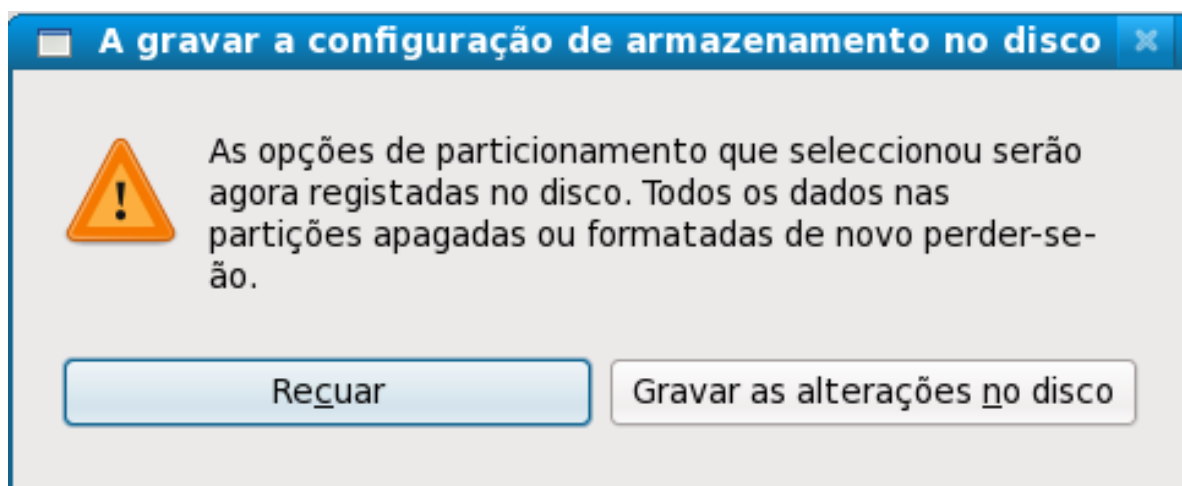 A gravar a configuração de armazenamento no disco
As opções de particionamento que seleccionou serão
agora registadas no disco. Todos os dados nas
partições apagadas ou formatadas de novo perder-se-
ão.
Recuar
Gravar as alterações no disco